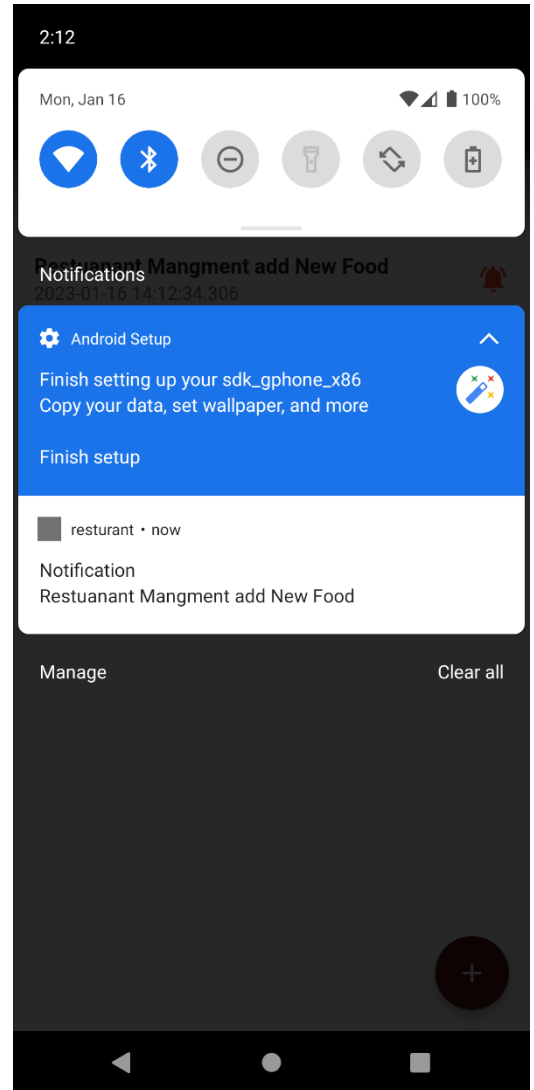 2:12
Mon, Jan 16
100%
Restuanant Mangment add New Food
Notifications
2023-01-16 14:12:34.306
Android Setup
Finish setting up your sdk_gphone_x86
Copy your data, set wallpaper, and more
Finish setup
resturant • now
Notification
Restuanant Mangment add New Food
Manage
Clear all